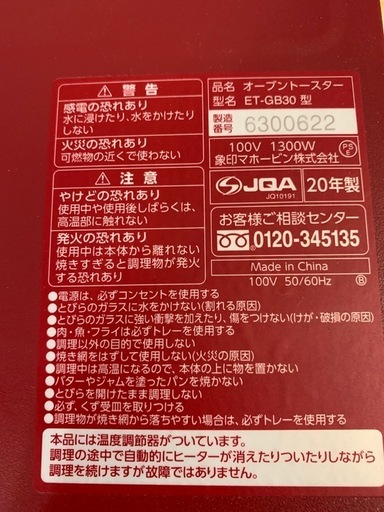 警告
感電の恐れあり
水に浸けたり、水をかけたり
しない
火災の恐れあり
可燃物の近くで使わない
注意
やけどの恐れあり
使用中や使用後しばらくは、
高温部に触れない
発火の恐れあり
使用中は本体から離れない
焼きすぎると調理物が発火
する恐れあり
品名 オーブントースター
型名 ET-GB30 型
製造番号 6300622
100V 1300W
PSE
象印マホービン株式会社
JQA
JQ10191
20年製
お客様ご相談センター
0120-345135
Made in China
100V 50/60Hz Ⓑ
●電源は、必ずコンセントを使用する
●とびらのガラスに水をかけない(割れる原因)
●とびらのガラスに強い衝撃を加えたり、傷をつけない(けが・破損の原因)
●肉・魚・フライは必ずトレーを使用する
●調理以外の目的で使用しない
●焼き網をはずして使用しない(火災の原因)
●調理中は高温になるので、本体の上に物を置かない
●バターやジャムを塗ったパンを焼かない
●とびらを開けたまま調理しない
●必ず、くず受皿を取りつける
●調理物が焼き網から落ちやすい場合は、必ずトレーを使用する
本品には温度調節器がついています。
調理の途中で自動的にヒーターが消えたりついたりしながら
調理を続けますが故障ではありません。